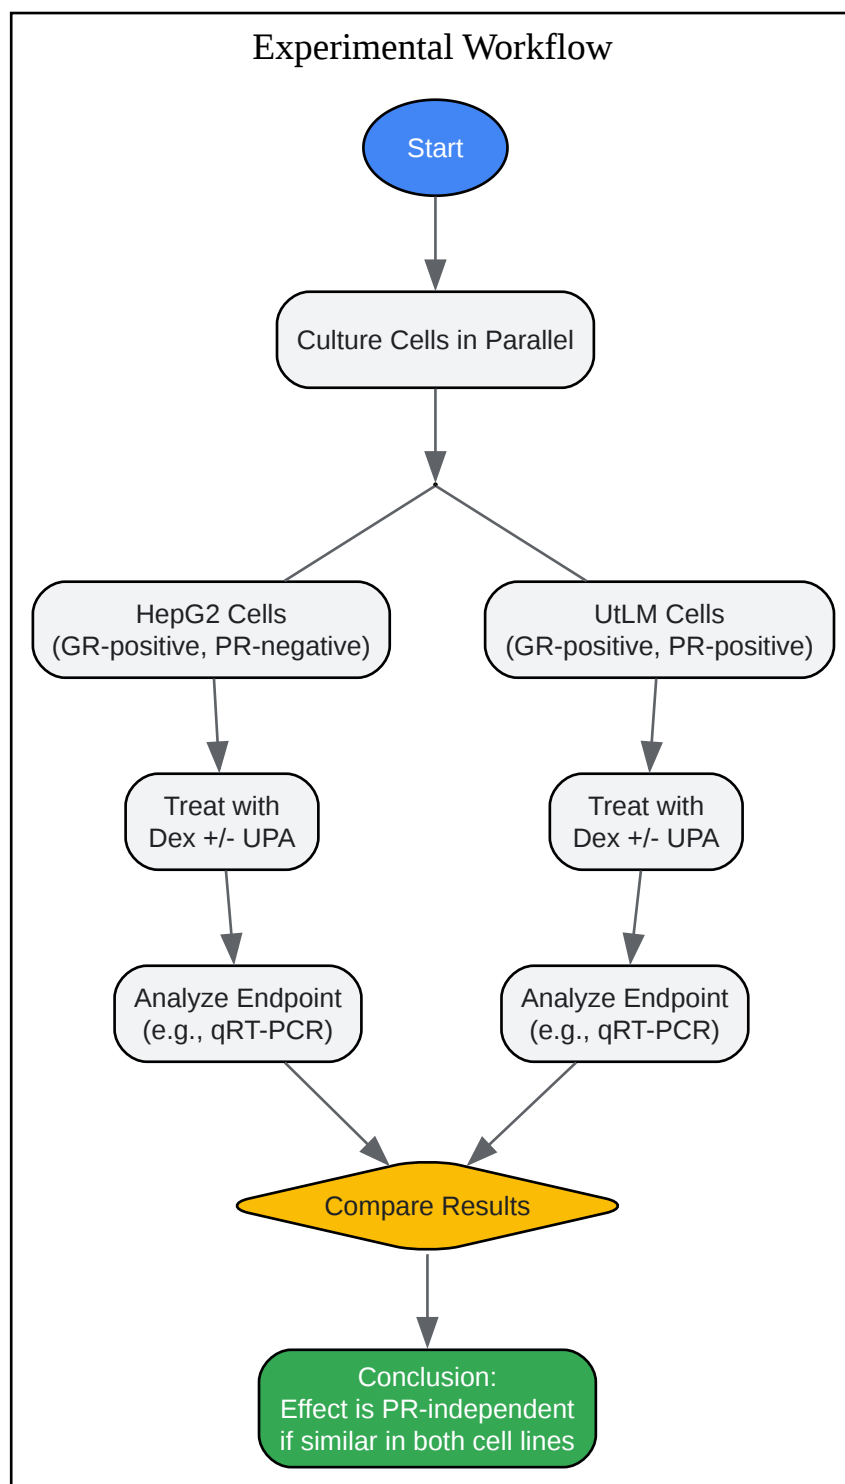 Experimental Workflow
Start
Culture Cells in Parallel
HepG2 Cells
(GR-positive, PR-negative)
UtLM Cells
(GR-positive, PR-positive)
Treat with
Dex +/- UPA
Treat with
Dex +/- UPA
Analyze Endpoint
(e.g., qRT-PCR)
Analyze Endpoint
(e.g., qRT-PCR)
Compare Results
Conclusion:
Effect is PR-independent
if similar in both cell lines